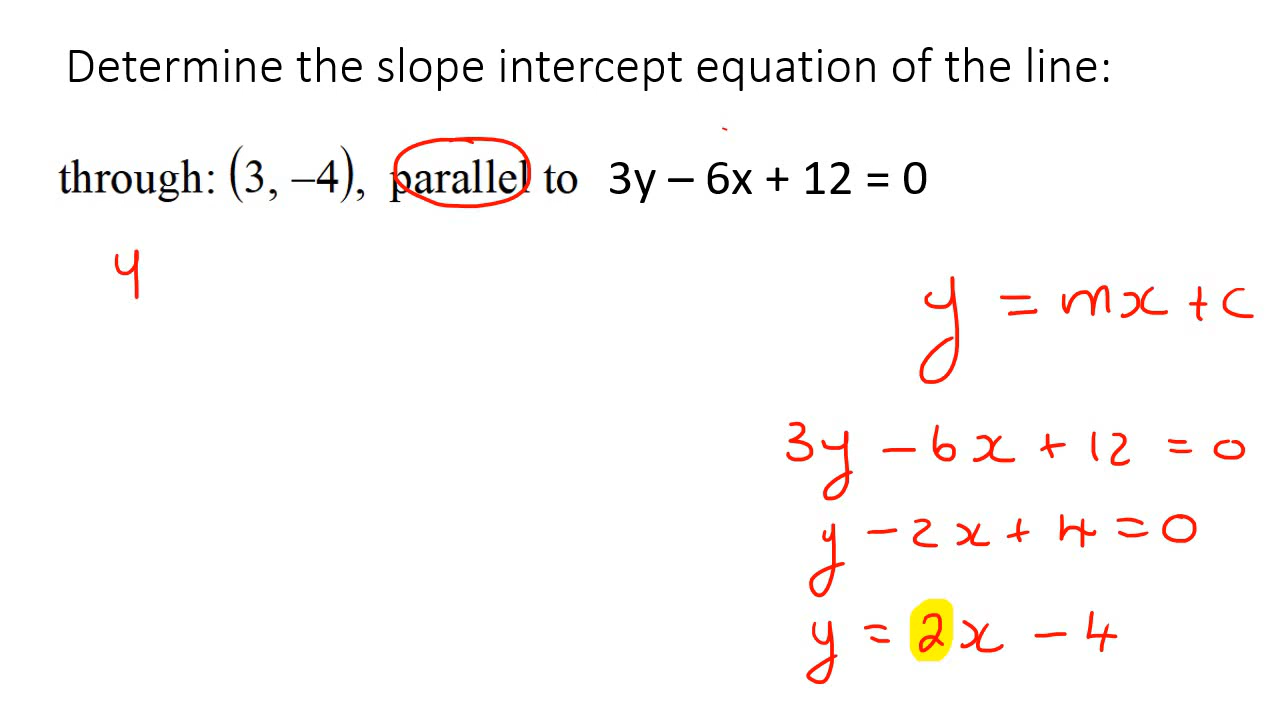 Determine the slope intercept equation of the line:
through: (3, –4), parallel to 3y – 6x + 12 = 0
y
y = mx + c
3y - 6x + 12 = 0
y - 2x + 4 = 0
y = 2x - 4